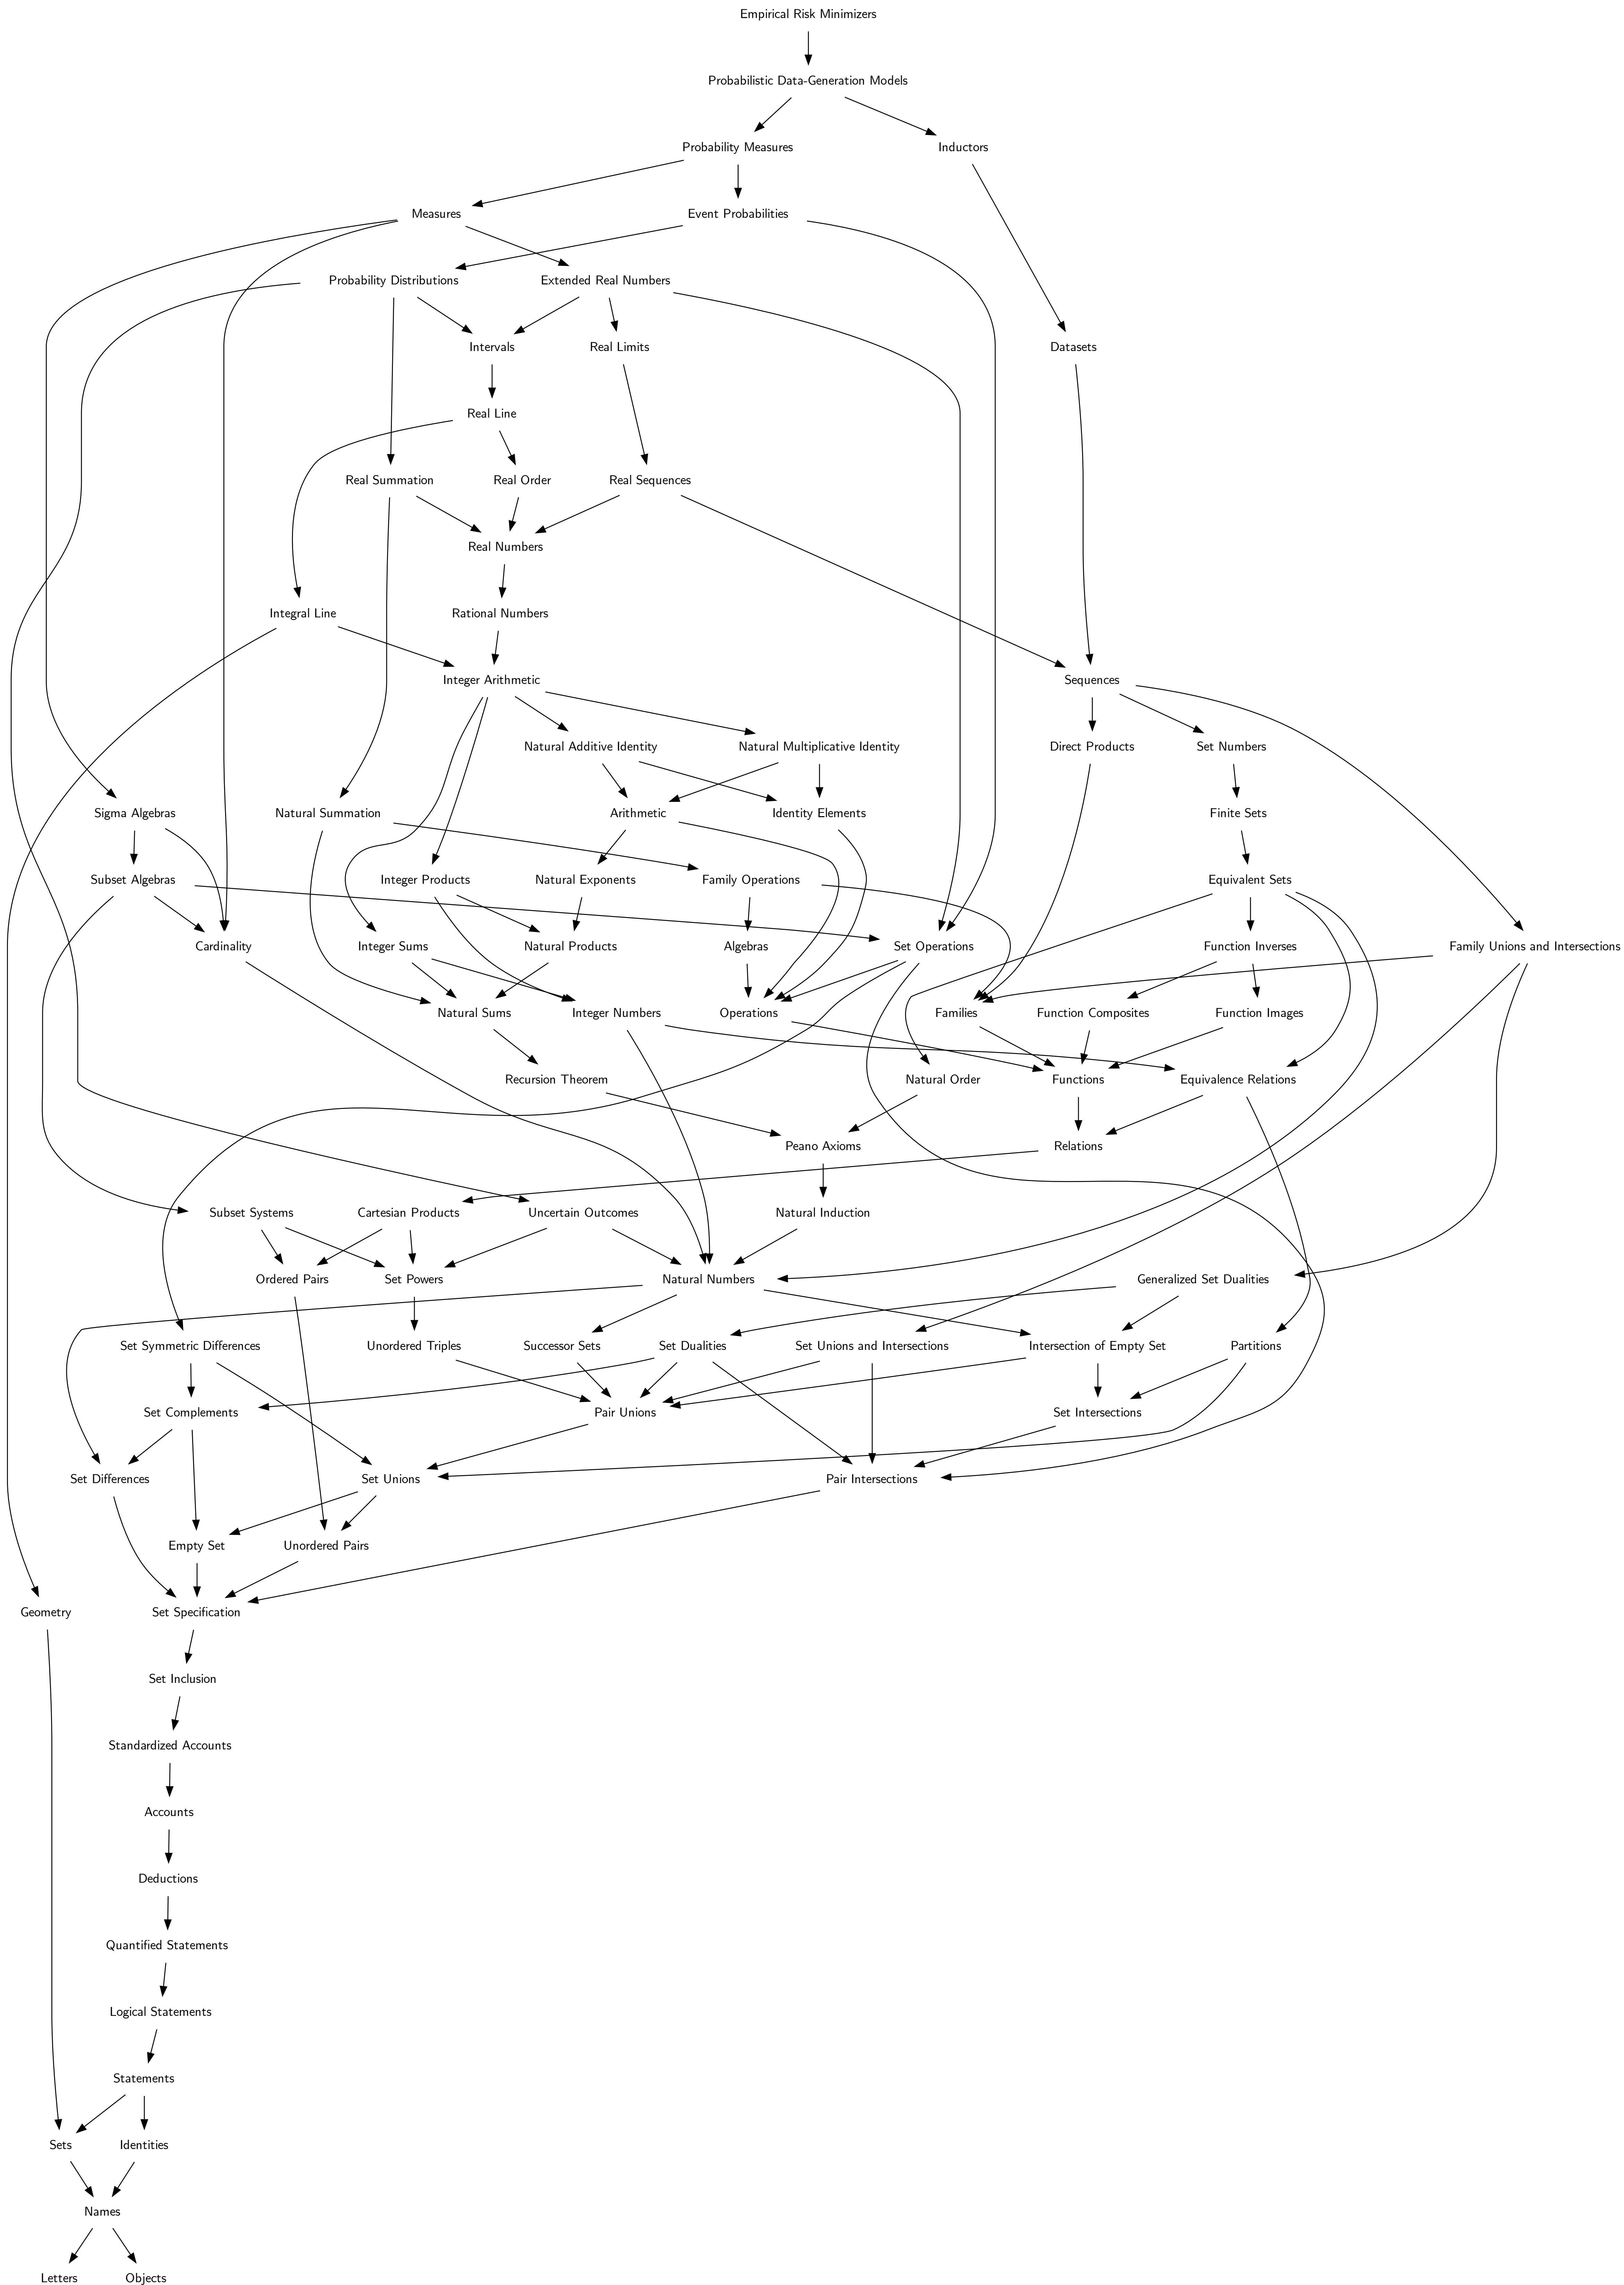 Empirical Risk Minimizers
Probabilistic Data-Generation Models
Probability Measures
Inductors
Measures
Event Probabilities
Probability Distributions
Extended Real Numbers
Intervals
Real Limits
Datasets
Real Line
Real Summation
Real Order
Real Sequences
Real Numbers
Integral Line
Rational Numbers
Integer Arithmetic
Sequences
Natural Additive Identity
Natural Multiplicative Identity
Direct Products
Set Numbers
Sigma Algebras
Natural Summation
Arithmetic
Identity Elements
Finite Sets
Subset Algebras
Integer Products
Natural Exponents
Family Operations
Equivalent Sets
Cardinality
Integer Sums
Natural Products
Algebras
Set Operations
Function Inverses
Family Unions and Intersections
Natural Sums
Integer Numbers
Operations
Families
Function Composites
Function Images
Recursion Theorem
Natural Order
Functions
Equivalence Relations
Peano Axioms
Relations
Subset Systems
Cartesian Products
Uncertain Outcomes
Natural Induction
Ordered Pairs
Set Powers
Natural Numbers
Generalized Set Dualities
Set Symmetric Differences
Unordered Triples
Successor Sets
Set Dualities
Set Unions and Intersections
Intersection of Empty Set
Partitions
Set Complements
Pair Unions
Set Intersections
Set Differences
Set Unions
Pair Intersections
Empty Set
Unordered Pairs
Geometry
Set Specification
Set Inclusion
Standardized Accounts
Accounts
Deductions
Quantified Statements
Logical Statements
Statements
Sets
Identities
Names
Letters
Objects